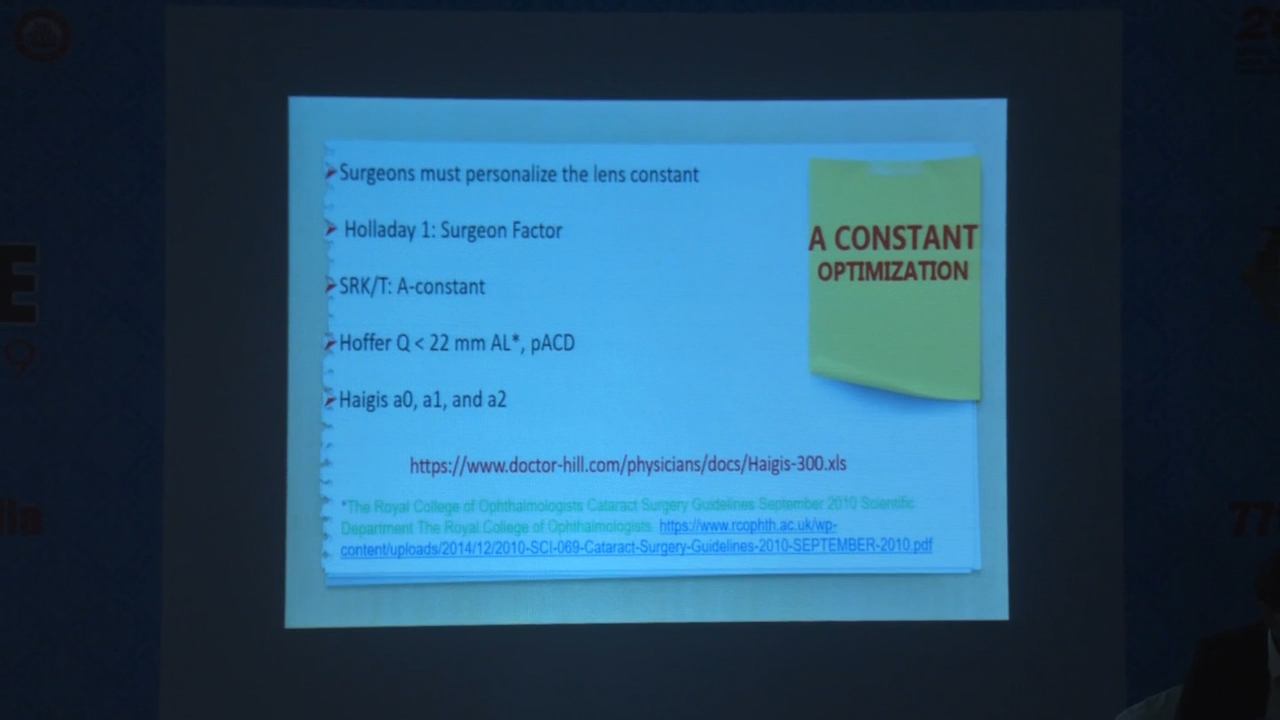 Surgeons must personalize the lens constant
Holladay 1: Surgeon Factor
SRK/T: A-constant
Hoffer Q < 22 mm AL*, pACD
Haigis a0, a1, and a2
https://www.doctor-hill.com/physicians/docs/Haigis-300.xls
*The Royal College of Ophthalmologists Cataract Surgery Guidelines September 2010 Scientific
Department The Royal College of Ophthalmologists. https://www.rcophth.ac.uk/wp-
content/uploads/2014/12/2010-SCI-069-Cataract-Surgery-Guidelines-2010-SEPTEMBER-2010.pdf
A CONSTANT
OPTIMIZATION
E
9
77